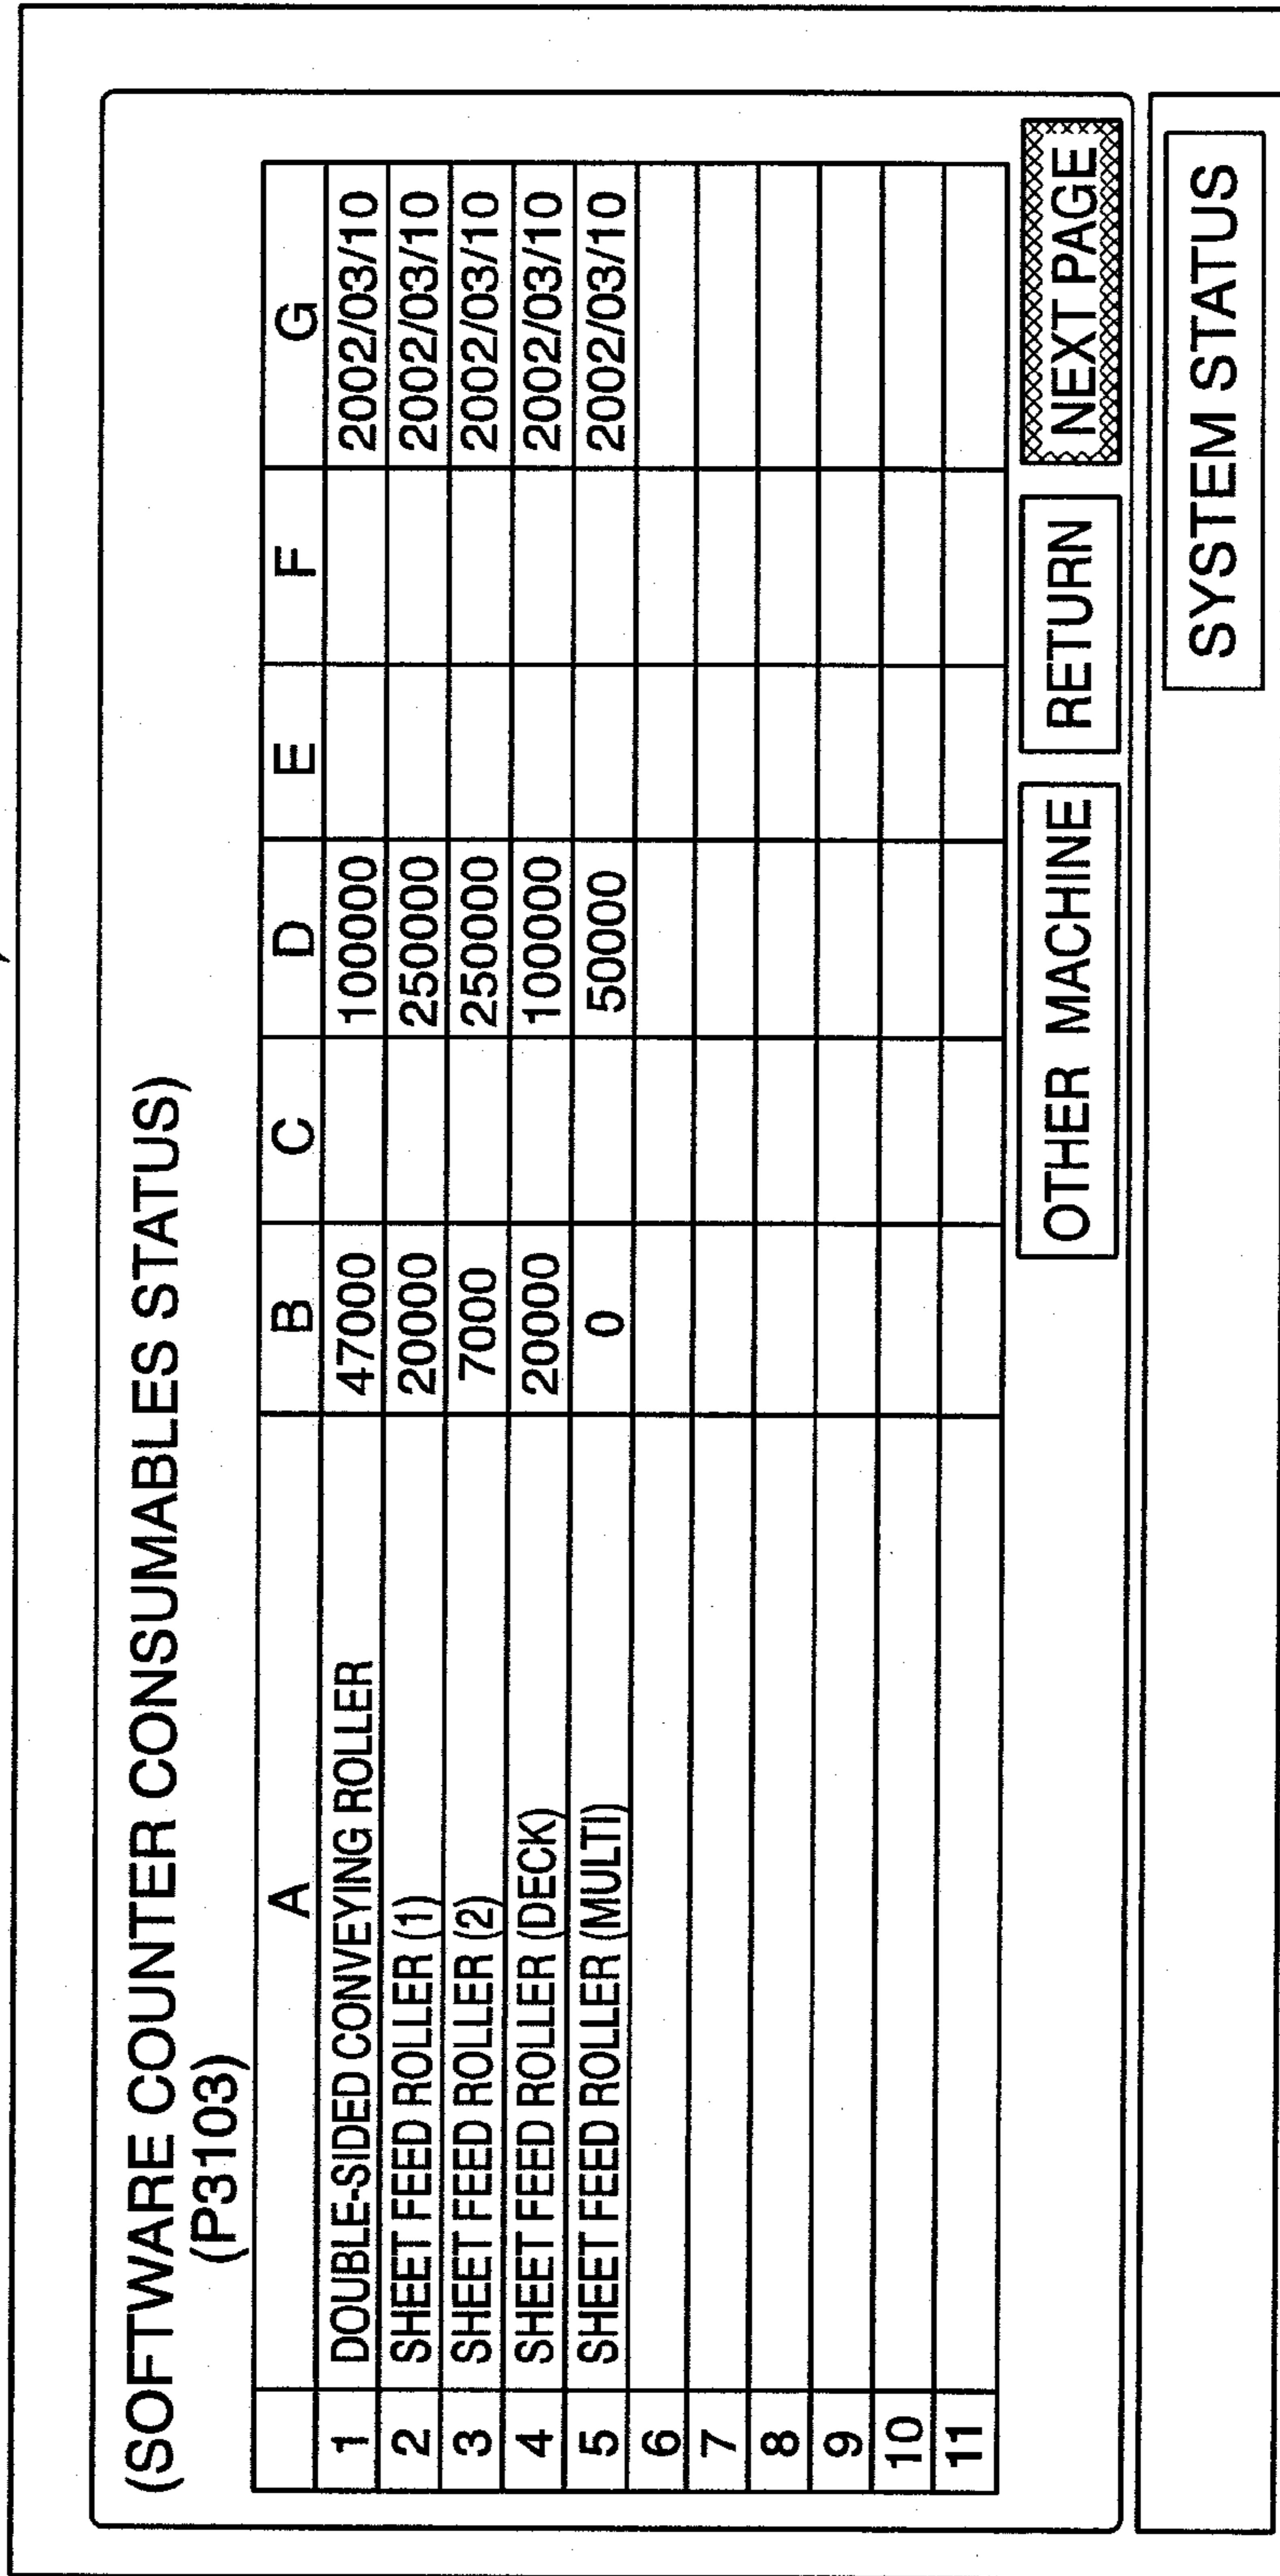 (SOFTWARE COUNTER CONSUMABLES STATUS)
(P3103)
A B C D E F G
1 DOUBLE-SIDED CONVEYING ROLLER 47000 100000 2002/03/10
2 SHEET FEED ROLLER (1) 20000 250000 2002/03/10
3 SHEET FEED ROLLER (2) 7000 250000 2002/03/10
4 SHEET FEED ROLLER (DECK) 20000 100000 2002/03/10
5 SHEET FEED ROLLER (MULTI) 0 50000 2002/03/10
6
7
8
9
10
11
OTHER MACHINE RETURN NEXT PAGE
SYSTEM STATUS